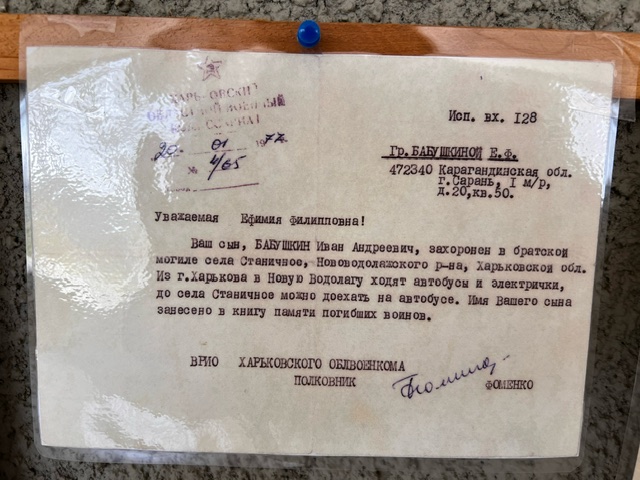 ХАРЬКОВСКИЙ
ОБЛАСТНОЙ ВОЕННЫЙ
КОМИССАРИАТ
20 01 1977
№ 4/65
Исп. вх. I28
Гр. БАБУШКИНОЙ Е.Ф.
472340 Карагандинская обл.
г.Сарань, I м/р,
д.20,кв.50.
Уважаемая Ефимия Филипповна!
Ваш сын, БАБУШКИН Иван Андреевич, захоронен в братской
могиле села Станичное, Нововодолажского р-на, Харьковской обл.
Из г.Харькова в Новую Водолагу ходят автобусы и электрички,
до села Станичное можно доехать на автобусе. Имя Вашего сына
занесено в книгу памяти погибших воинов.
ВРИО ХАРЬКОВСКОГО ОБЛВОЕНКОМА
ПОЛКОВНИК ФОМЕНКО